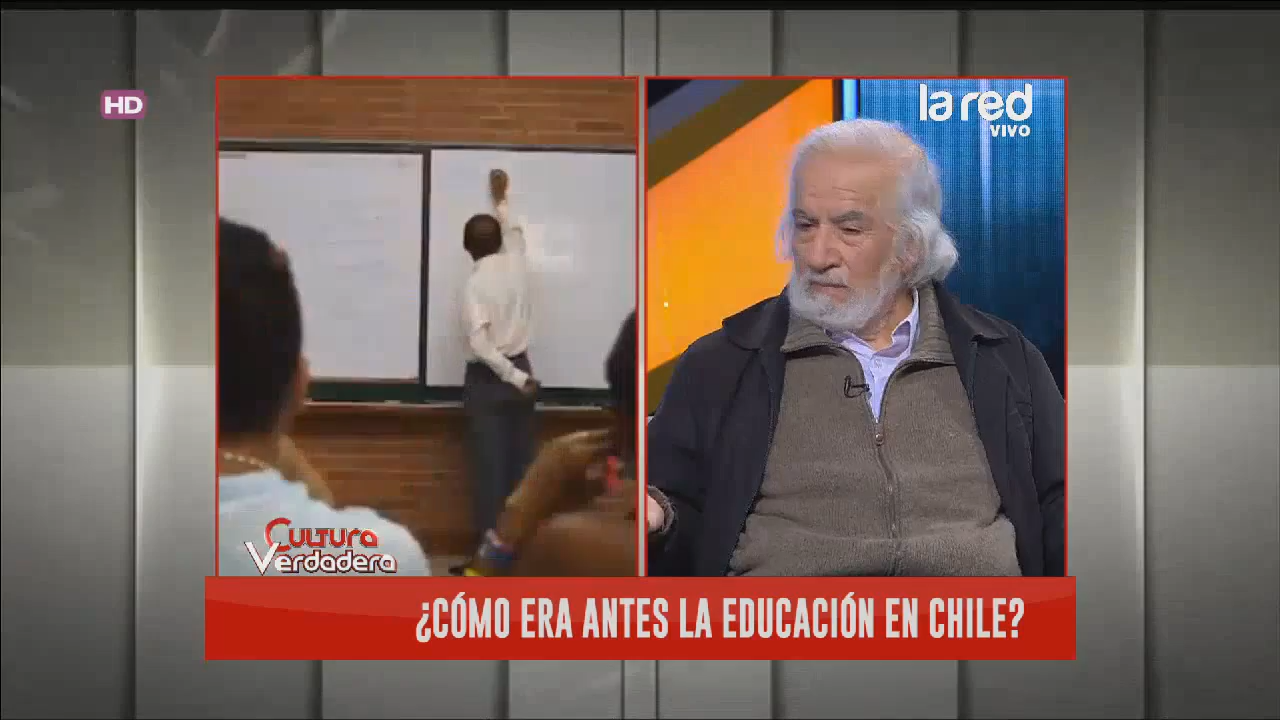 HD
la red
VIVO
Cultura
Verdadera
¿CÓMO ERA ANTES LA EDUCACIÓN EN CHILE?